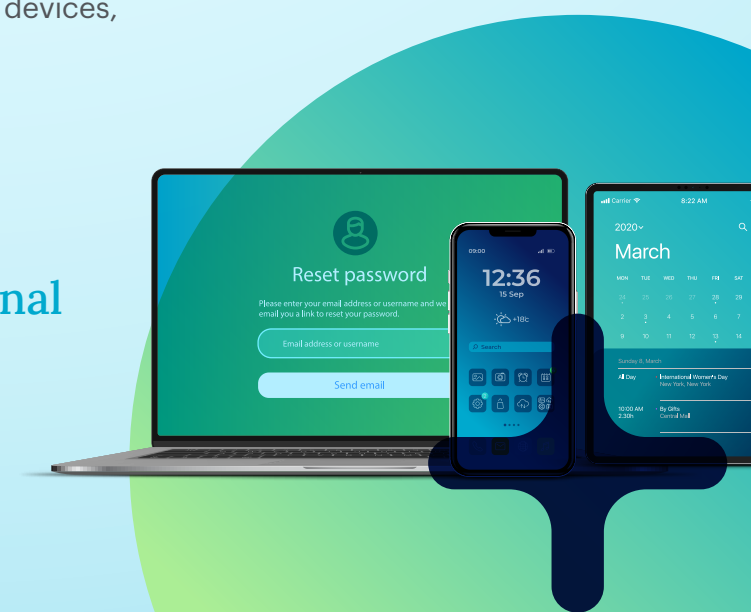 devices,
nal
Reset password
Please enter your email address or username and we
email you a link to reset your password.
Email address or username
Send email
09:00
12:36
15 Sep
+18c
Search
Carrier
8:22 AM
2020
March
MON TUE WED THU FRI SAT
24 25 26 27 28 29
2 3 4 5 6 7
9 10 11 12 13 14
Sunday 8, March
All Day
International Women's Day
New York, New York
10:00 AM
2.30h
By Gifts
Central Mall